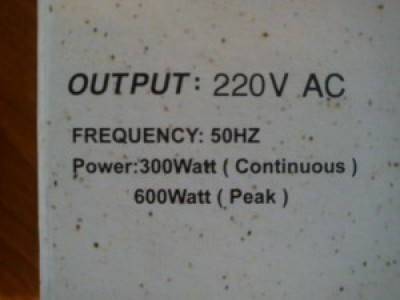 OUTPUT: 220V AC
FREQUENCY: 50HZ
Power:300Watt ( Continuous )
600Watt ( Peak )